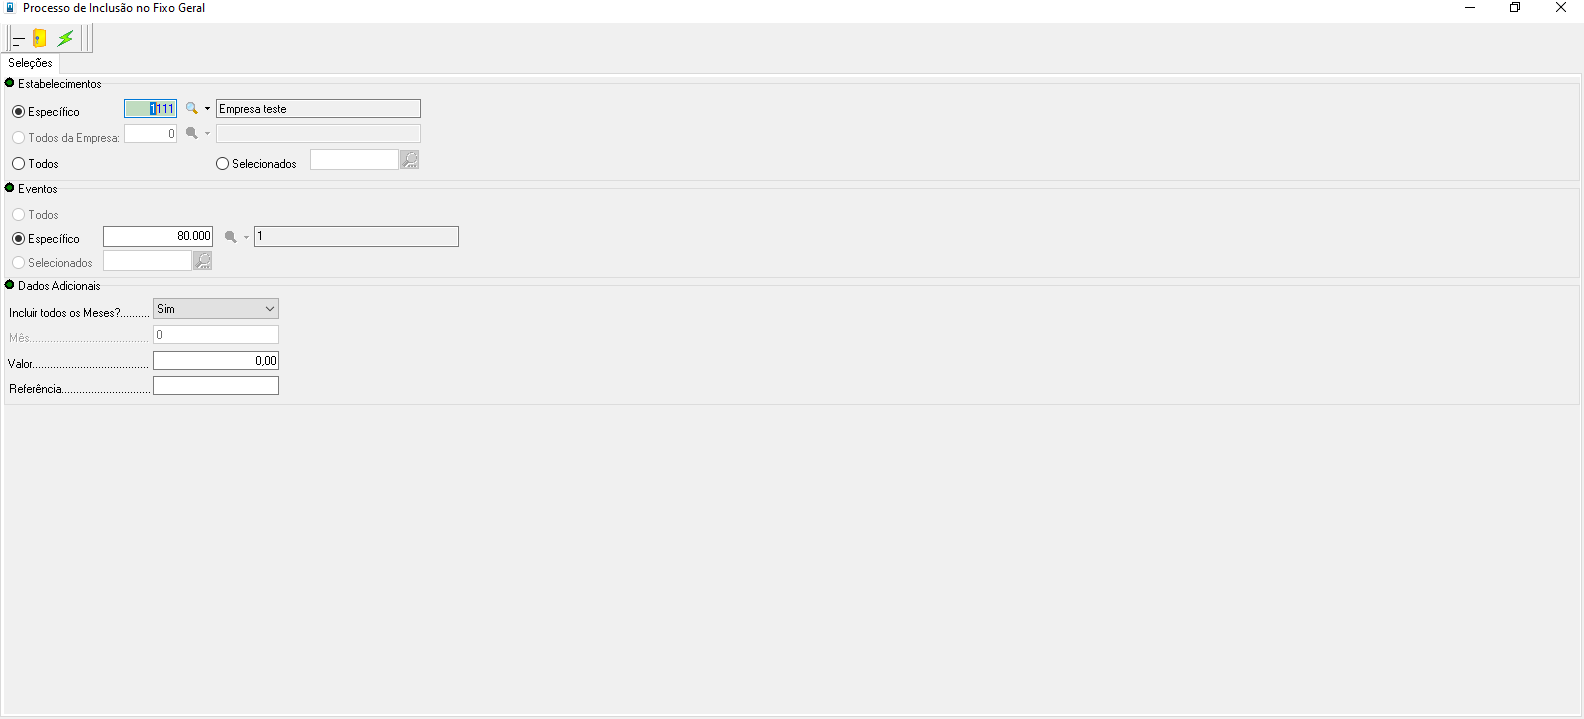 Processo de Inclusão no Fixo Geral
Seleções
Estabelecimentos
Específico 1111 Empresa teste
Todos da Empresa: 0
Todos Selecionados
Eventos
Todos
Específico 80.000 1
Selecionados
Dados Adicionais
Incluir todos os Meses?.......... Sim
Mês........................................ 0
Valor....................................... 0,00
Referência..............................